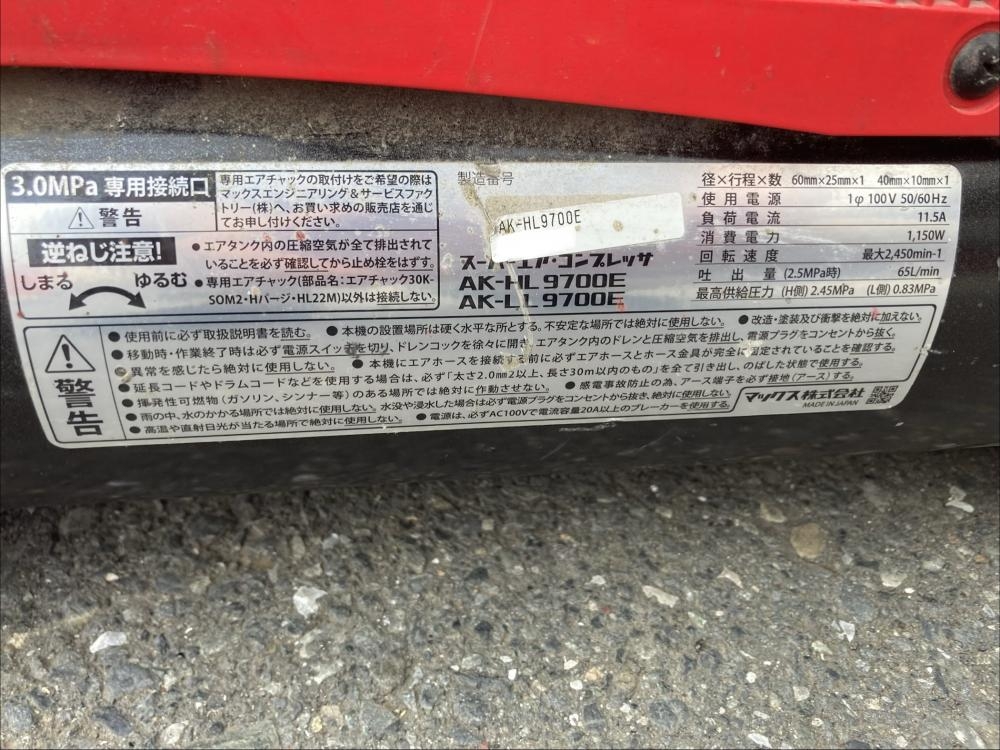 3.0MPa 専用接続口
警告
専用エアチャックの取付けをご希望の際は
マックスエンジニアリング&サービスファク
トリー(株)へ、お買い求めの販売店を通じ
てお申し付けください。
逆ねじ注意!
しまる ゆるむ
●エアタンク内の圧縮空気が全て排出されて
いることを必ず確認してから止め栓をはずす。
●専用エアチャック(部品名:エアチャック30K-
SOM2・Hバージ・HL22M)以外は接続しない。
製造番号
AK-HL9700E
スーパーエア・コンプレッサ
AK-HL9700E
AK-LL9700E
径×行程×数 60mm×25mm×1 40mm×10mm×1
使用電源 1φ 100V 50/60Hz
負荷電流 11.5A
消費電力 1,150W
回転速度 最大2,450min-1
吐出量 (2.5MPa時) 65L/min
最高供給圧力 (H側) 2.45MPa (L側) 0.83MPa
警告
●使用前に必ず取扱説明書を読む。 ●本機の設置場所は硬く水平な所とする。不安定な場所では絶対に使用しない。 ●改造・塗装及び衝撃を絶対に加えない。
●移動時・作業終了時は必ず電源スイッチを切り、ドレンコックを徐々に開き、エアタンク内のドレンと圧縮空気を排出し、電源プラグをコンセントから抜く。
●異常を感じたら絶対に使用しない。 ●本機にエアホースを接続する前に必ずエアホースとホース金具が完全に固定されていることを確認する。
●延長コードやドラムコードなどを使用する場合は、必ず「太さ2.0mm2以上、長さ30m以内のもの」を全て引き出し、のばした状態で使用する。
●揮発性可燃物(ガソリン、シンナー等)のある場所では絶対に作動させない。 ●感電事故防止の為、アース端子を必ず接地(アース)する。
●雨の中、水のかかる場所では絶対に使用しない。水没や浸水した場合は必ず電源プラグをコンセントから抜き、絶対に使用しない。
●高温や直射日光が当たる場所で絶対に使用しない。 ●電源は、必ずAC100Vで電流容量20A以上のブレーカーを使用する。
マックス株式会社
MADE IN JAPAN